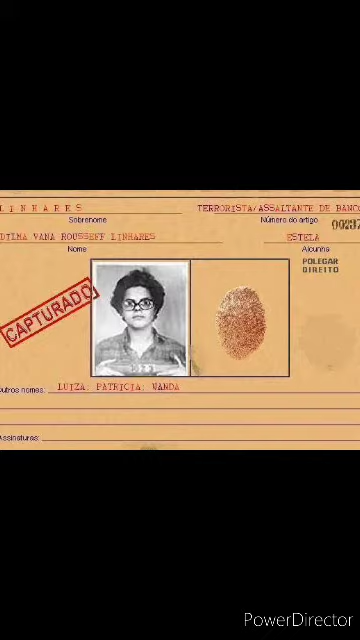 LINHARES
TERRORISTA/ASSALTANTE DE BANCO
Sobrenome
Número do artigo
00237
DILMA VANA ROUSSEFF LINHARES
ESTELA
Nome
Alcunha
POLEGAR
DIREITO
CAPTURADO
Outros nomes:
LUIZA; PATRICIA; WANDA
Assinaturas:
PowerDirector